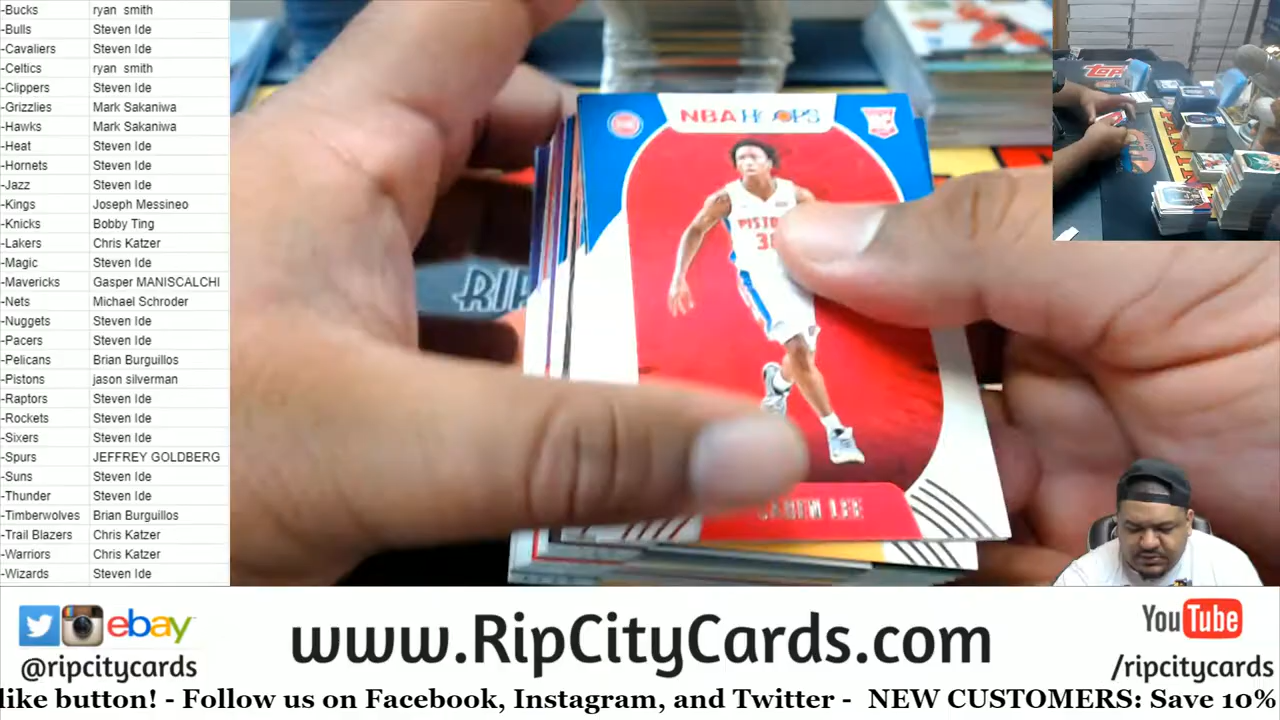 -Bucks ryan smith
-Bulls Steven Ide
-Cavaliers Steven Ide
-Celtics ryan smith
-Clippers Steven Ide
-Grizzlies Mark Sakaniwa
-Hawks Mark Sakaniwa
-Heat Steven Ide
-Hornets Steven Ide
-Jazz Steven Ide
-Kings Joseph Messineo
-Knicks Bobby Ting
-Lakers Chris Katzer
-Magic Steven Ide
-Mavericks Gasper MANISCALCHI
-Nets Michael Schroder
-Nuggets Steven Ide
-Pacers Steven Ide
-Pelicans Brian Burguillos
-Pistons jason silverman
-Raptors Steven Ide
-Rockets Steven Ide
-Sixers Steven Ide
-Spurs JEFFREY GOLDBERG
-Suns Steven Ide
-Thunder Steven Ide
-Timberwolves Brian Burguillos
-Trail Blazers Chris Katzer
-Warriors Chris Katzer
-Wizards Steven Ide
NBA HOOPS
PISTO
LEE
RIP
TOPPS
ebay
@ripcitycards
www.RipCityCards.com
YouTube
/ripcitycards
like button! - Follow us on Facebook, Instagram, and Twitter - NEW CUSTOMERS: Save 10%